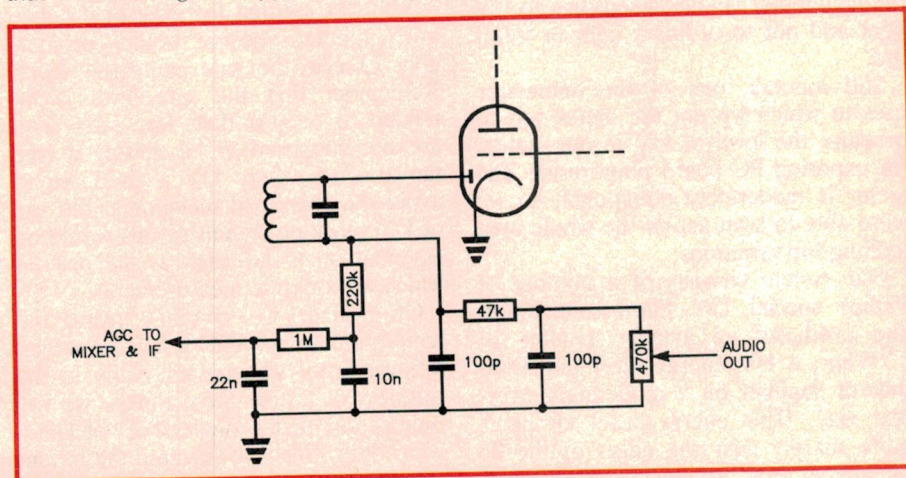 220k
47k
AGC TO
MIXER & IF
1M
470k
AUDIO
OUT
100p
100p
22n
10n